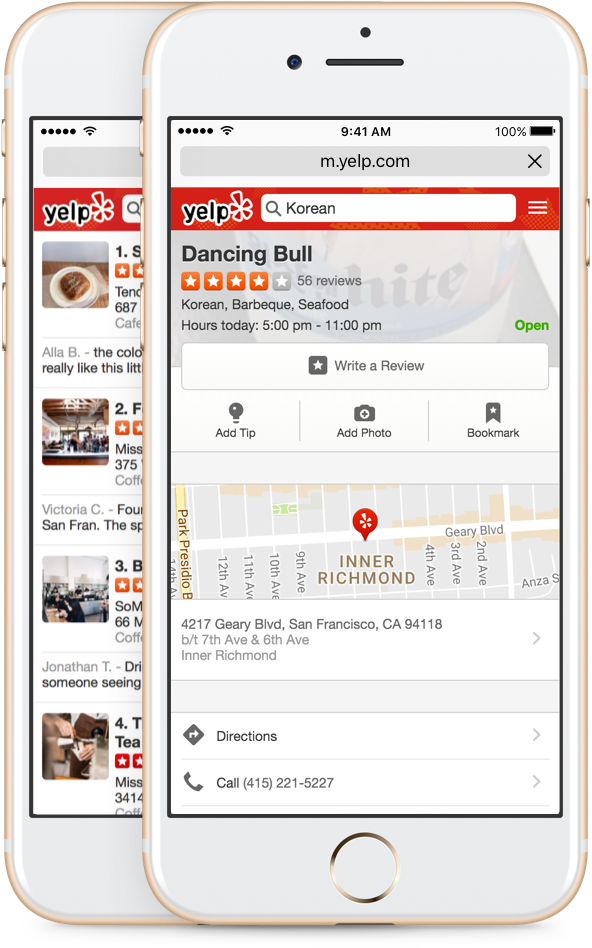 yelp
1. S
Tend
687
Cafe
Alla B. - the colo
really like this litt
2. F
Miss
375
Coff
Victoria C. - Four
San Fran. The sp
3. B
SoM
66 M
Coffe
Jonathan T. - Dri
someone seeing
4. T
Tea
Miss
3414
Coffe
9:41 AM
100%
m.yelp.com
yelp
Korean
Dancing Bull
56 reviews
Korean, Barbeque, Seafood
Hours today: 5:00 pm - 11:00 pm
Open
Write a Review
Add Tip
Add Photo
Bookmark
Park Presidio B
14th Ave
12th Ave
11th Ave
10th Ave
9th Ave
INNER
RICHMOND
Geary Blvd
4th Ave
3rd Ave
2nd Ave
Anza S
4217 Geary Blvd, San Francisco, CA 94118
b/t 7th Ave & 6th Ave
Inner Richmond
Directions
Call (415) 221-5227